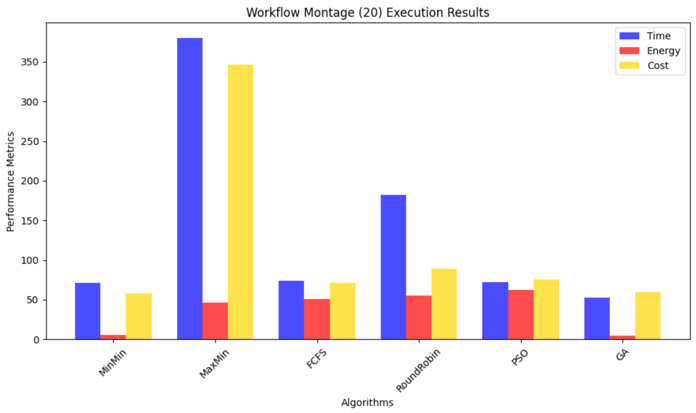 Workflow Montage (20) Execution Results
Time
Energy
Cost
Performance Metrics
350
300
250
200
150
100
50
0
MinMin
MaxMin
FCFS
RoundRobin
PSO
GA
Algorithms